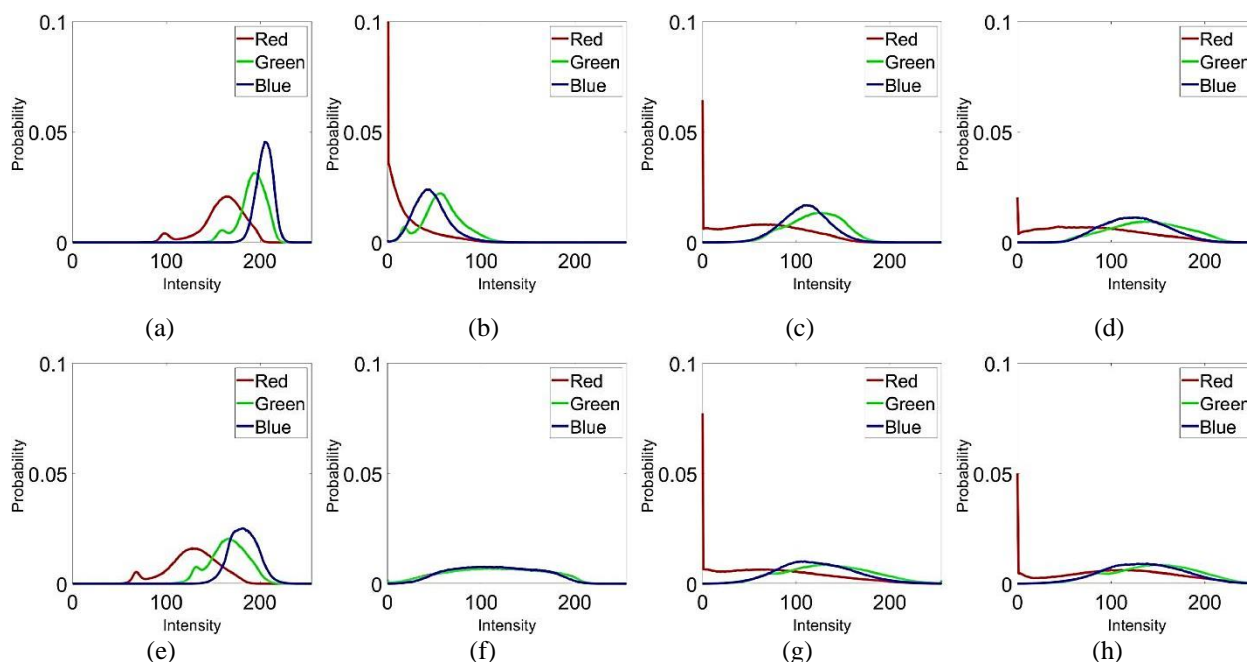 0.1
Red
Green
Blue
Probability
0.05
0
0
100
200
Intensity
(a)
0.1
Red
Green
Blue
Probability
0.05
0
0
100
200
Intensity
(b)
0.1
Red
Green
Blue
Probability
0.05
0
0
100
200
Intensity
(c)
0.1
Red
Green
Blue
Probability
0.05
0
0
100
200
Intensity
(d)
0.1
Red
Green
Blue
Probability
0.05
0
0
100
200
Intensity
(e)
0.1
Red
Green
Blue
Probability
0.05
0
0
100
200
Intensity
(f)
0.1
Red
Green
Blue
Probability
0.05
0
0
100
200
Intensity
(g)
0.1
Red
Green
Blue
Probability
0.05
0
0
100
200
Intensity
(h)